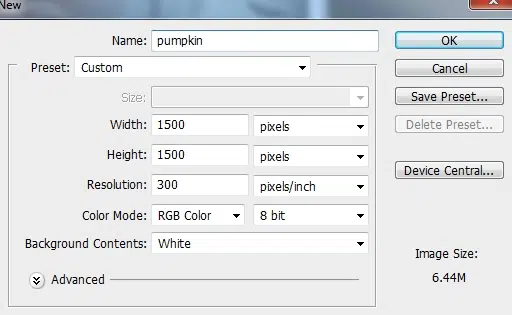 New
Name: pumpkin
OK
Preset: Custom
Cancel
Size:
Save Preset...
Width: 1500 pixels
Delete Preset...
Height: 1500 pixels
Resolution: 300 pixels/inch
Device Central...
Color Mode: RGB Color 8 bit
Background Contents: White
Image Size:
6.44M
Advanced